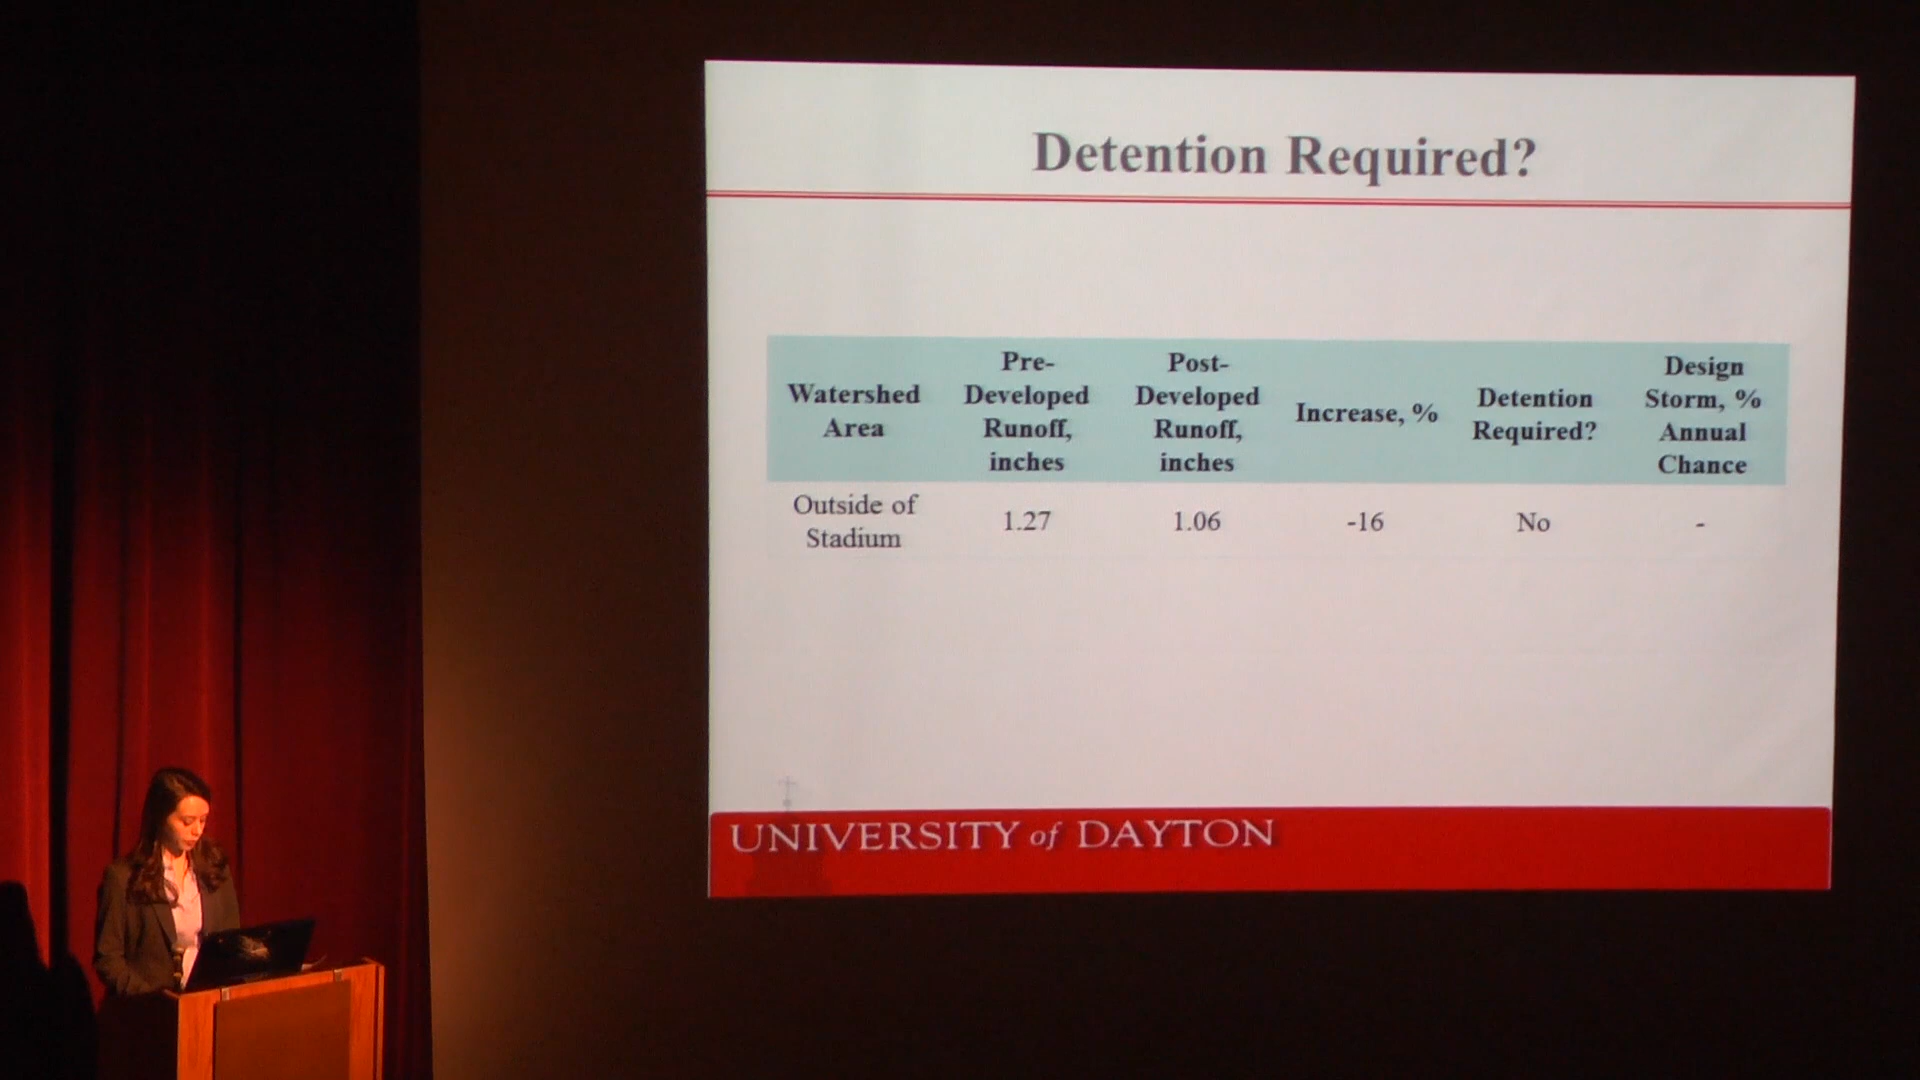 Detention Required?
Watershed Area
Pre-Developed Runoff, inches
Post-Developed Runoff, inches
Increase, %
Detention Required?
Design Storm, % Annual Chance
Outside of Stadium
1.27
1.06
-16
No
-
UNIVERSITY of DAYTON